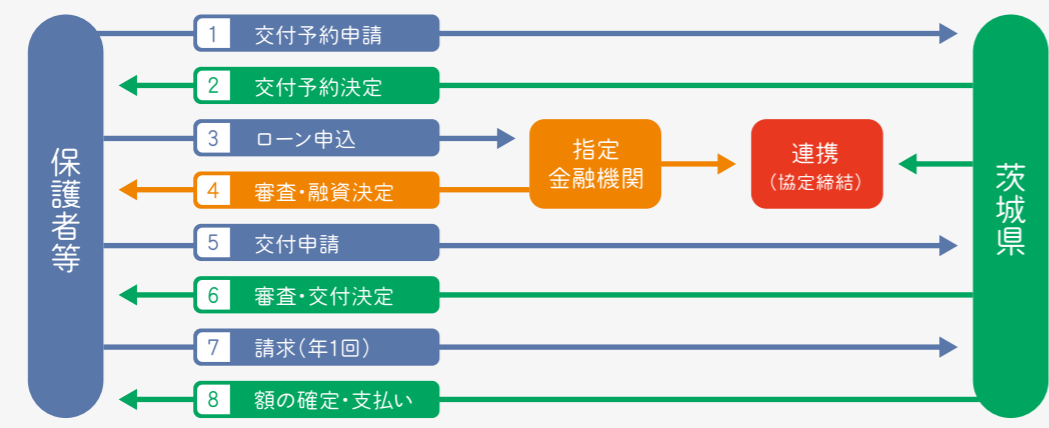 保護者等
1 交付予約申請
2 交付予約決定
3 ローン申込
4 審査・融資決定
5 交付申請
6 審査・交付決定
7 請求(年1回)
8 額の確定・支払い
指定
金融機関
連携
(協定締結)
茨城県